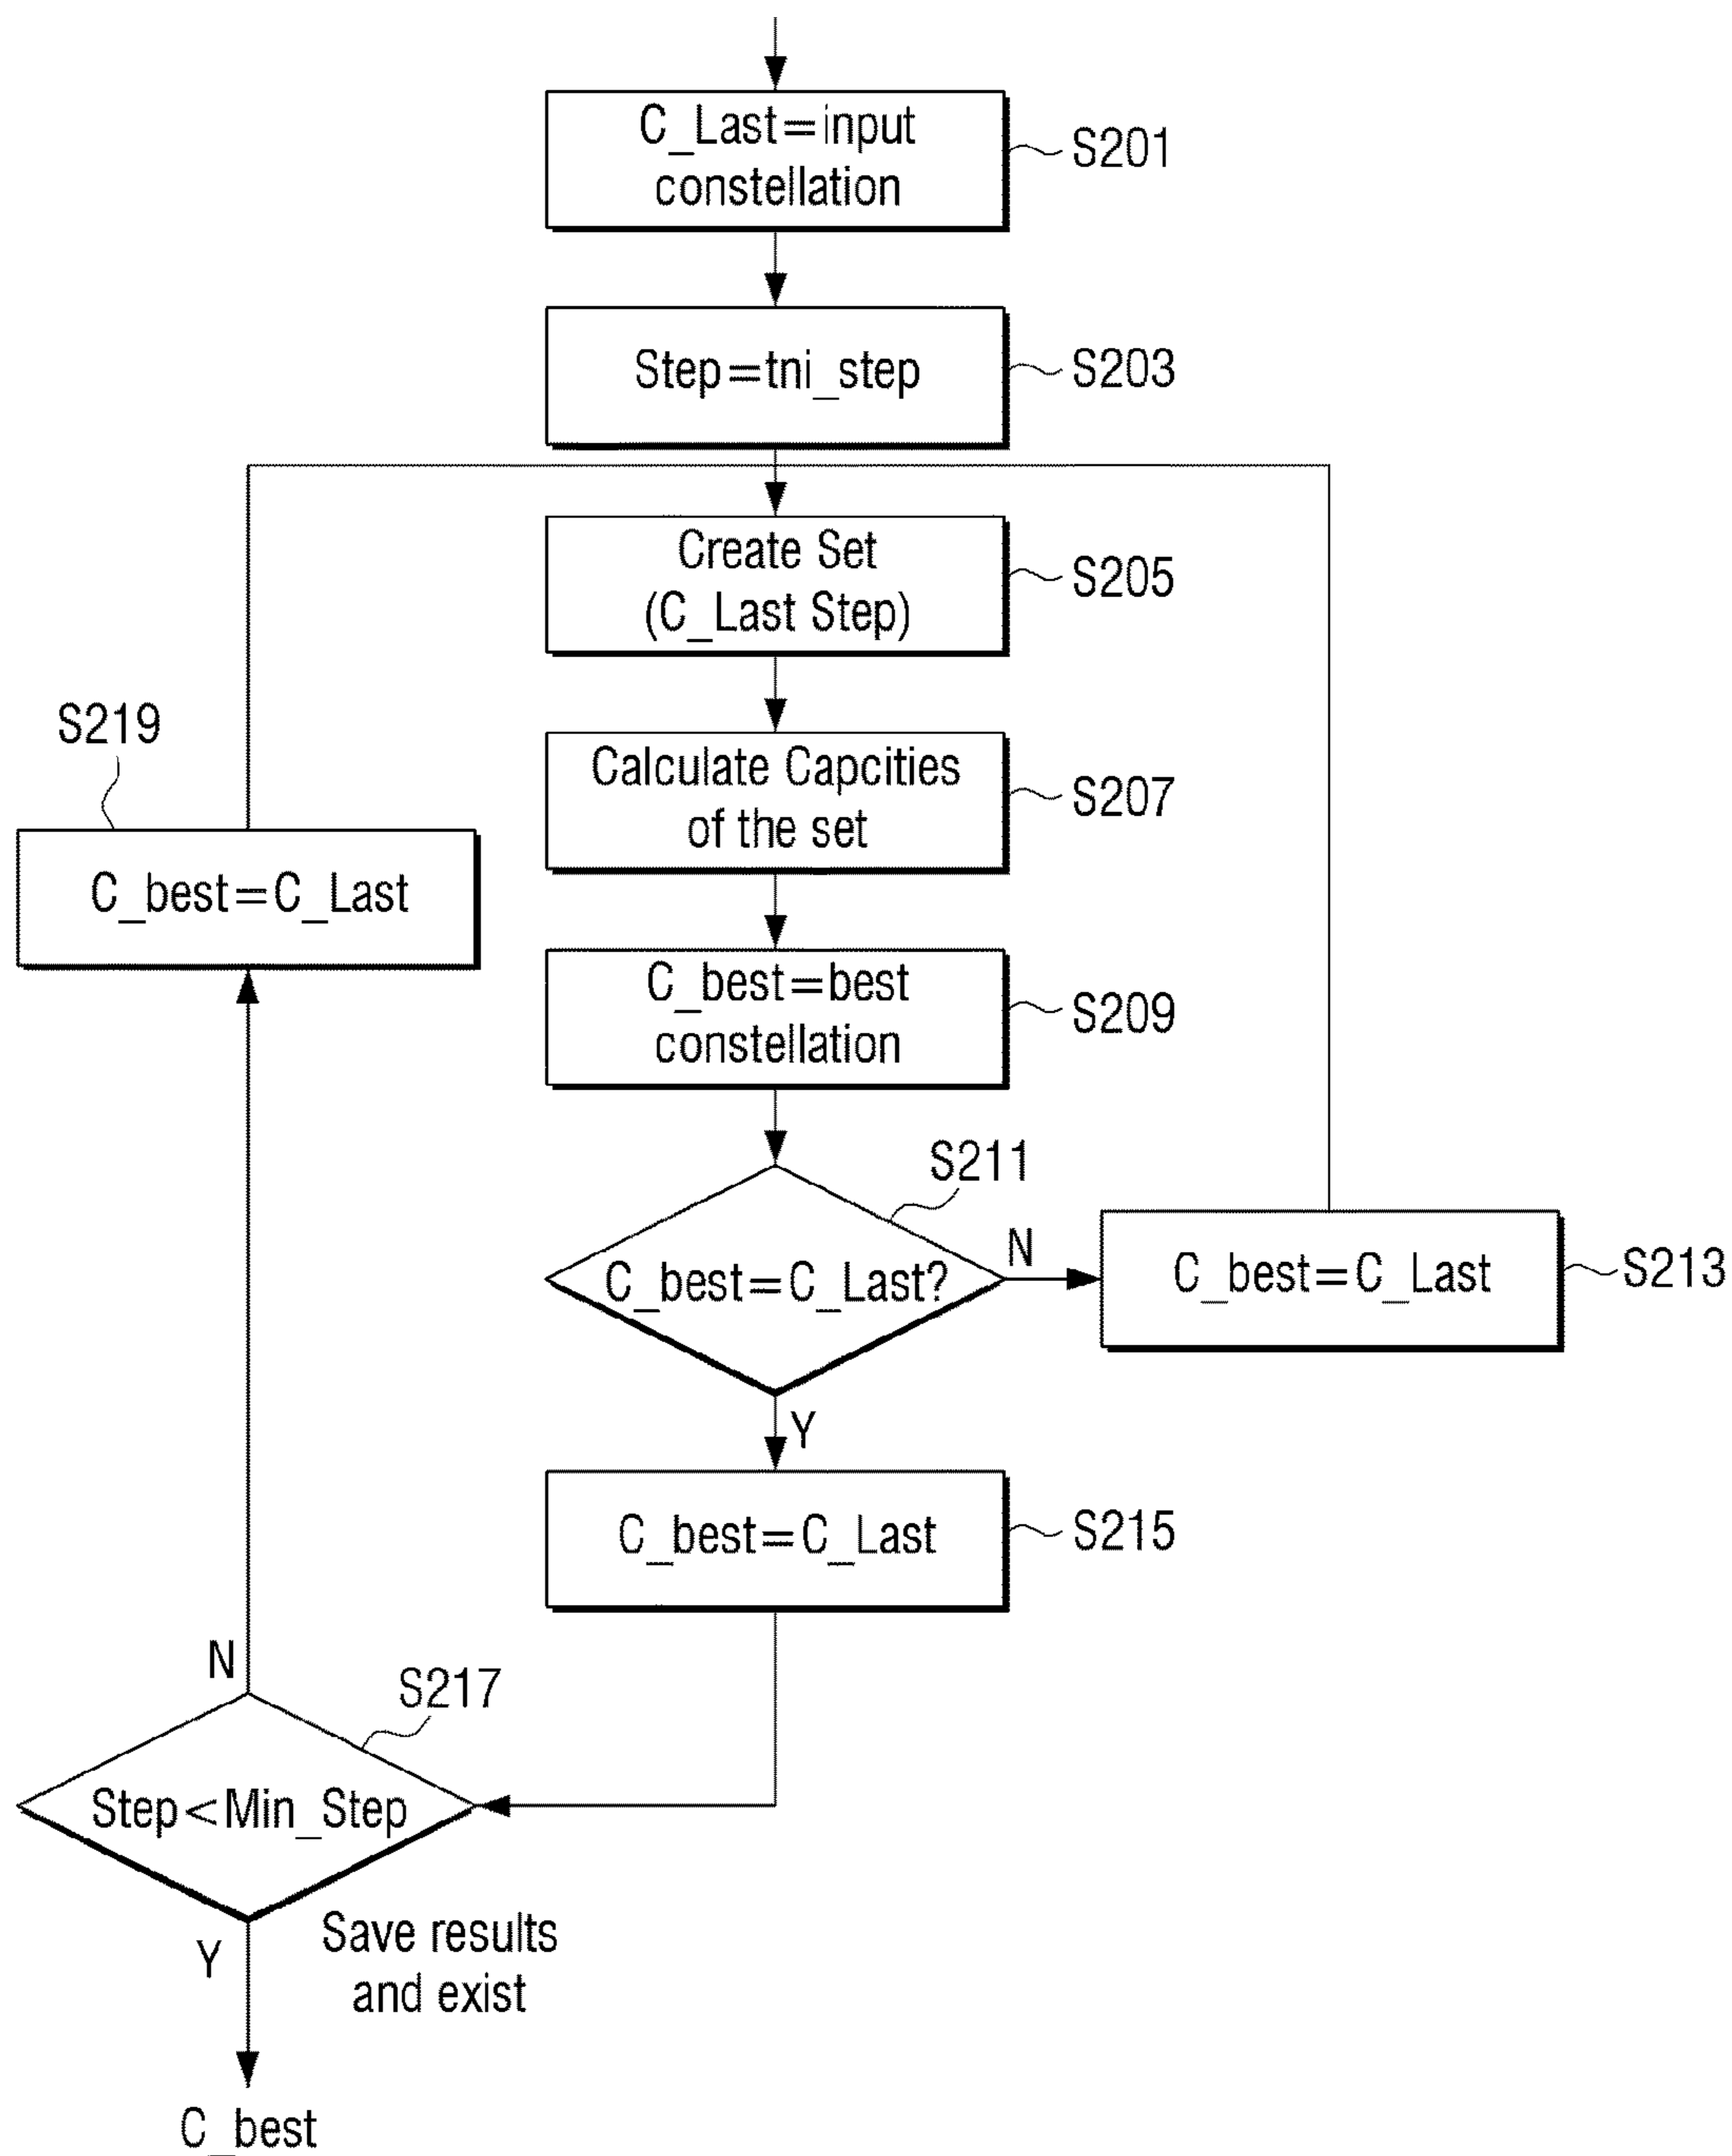 C_Last=input
constellation
S201
Step=tni_step
S203
Create Set
(C_Last Step)
S205
S219
Calculate Capcities
of the set
S207
C_best=C_Last
C_best=best
constellation
S209
S211
C_best=C_Last?
N
C_best=C_Last
S213
Y
C_best=C_Last
S215
N
S217
Step<Min_Step
Y
Save results
and exist
C_best